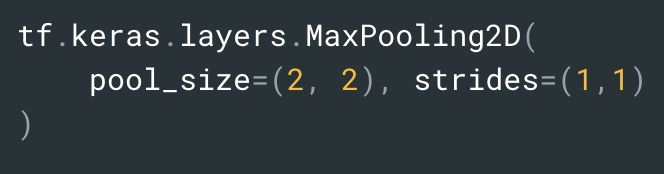 tf.keras.layers.MaxPooling2D(
    pool_size=(2, 2), strides=(1,1)
)